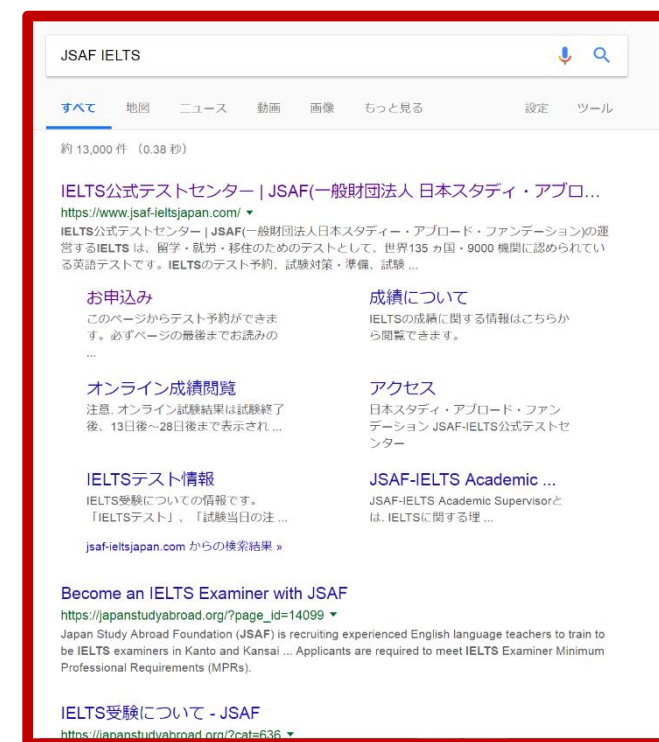 JSAF IELTS
すべて 地図 ニュース 動画 画像 もっと見る 設定 ツール
約 13,000 件 （0.38 秒）
IELTS公式テストセンター | JSAF(一般財団法人 日本スタディ・アブロ...
https://www.jsaf-ieltsjapan.com/
IELTS公式テストセンター | JSAF(一般財団法人日本スタディー・アブロード・ファンデーション)の運
営するIELTS は、留学・就労・移住のためのテストとして、世界135 ヵ国・9000 機関に認められてい
る英語テストです。IELTSのテスト予約、試験対策・準備、試験 ...
お申込み
このページからテスト予約ができま
す。必ずページの最後までお読みの
...
成績について
IELTSの成績に関する情報はこちらか
ら閲覧できます。
オンライン成績閲覧
注意. オンライン試験結果は試験終了
後、13日後～28日後まで表示され ...
アクセス
日本スタディ・アブロード・ファン
デーション JSAF-IELTS公式テストセ
ンター
IELTSテスト情報
IELTS受験についての情報です。
「IELTSテスト」、「試験当日の注 ...
JSAF-IELTS Academic ...
JSAF-IELTS Academic Supervisorと
は. IELTSに関する理 ...
jsaf-ieltsjapan.com からの検索結果 »
Become an IELTS Examiner with JSAF
https://japanstudyabroad.org/?page_id=14099
Japan Study Abroad Foundation (JSAF) is recruiting experienced English language teachers to train to
be IELTS examiners in Kanto and Kansai ... Applicants are required to meet IELTS Examiner Minimum
Professional Requirements (MPRs).
IELTS受験について - JSAF
https://japanstudyabroad.org/?cat=636